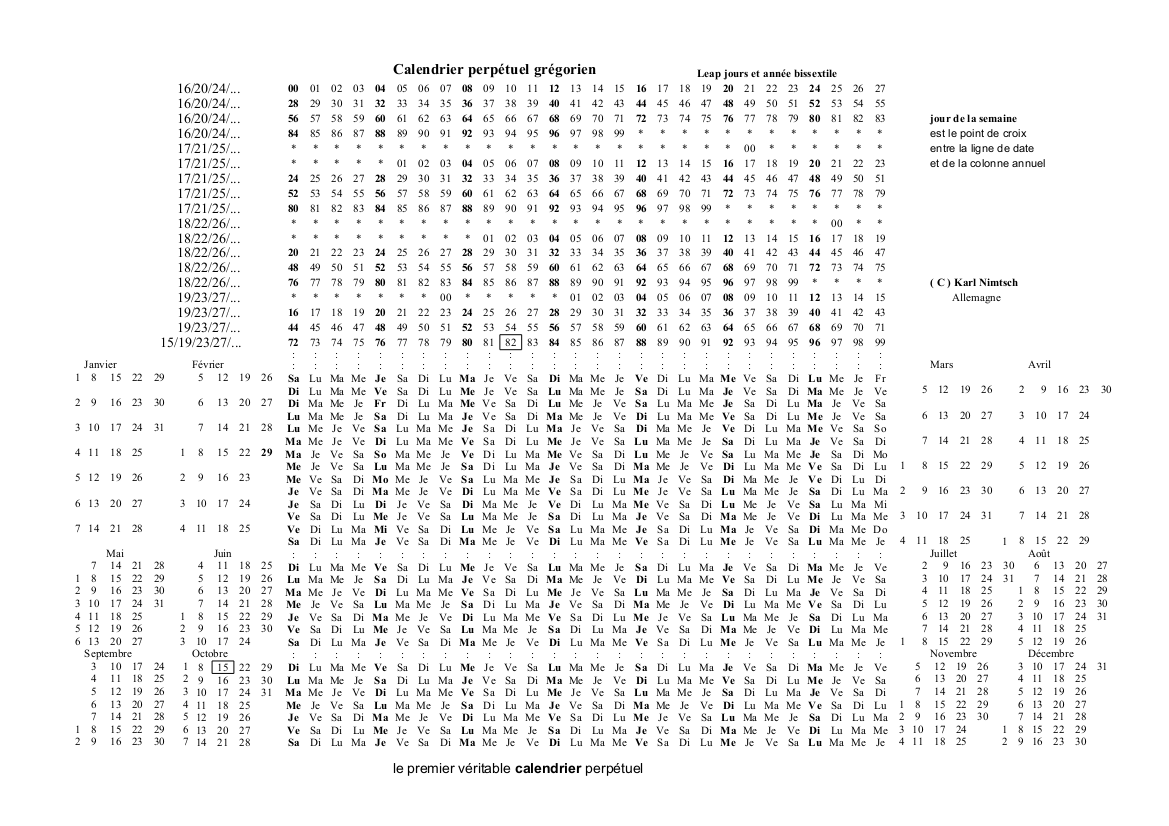 Calendrier perpétuel grégorien Leap jours et année bissextile
16/20/24/... 00 01 02 03 04 05 06 07 08 09 10 11 12 13 14 15 16 17 18 19 20 21 22 23 24 25 26 27
16/20/24/... 28 29 30 31 32 33 34 35 36 37 38 39 40 41 42 43 44 45 46 47 48 49 50 51 52 53 54 55
16/20/24/... 56 57 58 59 60 61 62 63 64 65 66 67 68 69 70 71 72 73 74 75 76 77 78 79 80 81 82 83 jour de la semaine
16/20/24/... 84 85 86 87 88 89 90 91 92 93 94 95 96 97 98 99 * * * * * * * * * * * * est le point de croix
17/21/25/... * * * * * * * * * * * * * * * * * * * * * 00 * * * * * * entre la ligne de date
17/21/25/... * * * * * 01 02 03 04 05 06 07 08 09 10 11 12 13 14 15 16 17 18 19 20 21 22 23 et de la colonne annuel
17/21/25/... 24 25 26 27 28 29 30 31 32 33 34 35 36 37 38 39 40 41 42 43 44 45 46 47 48 49 50 51
17/21/25/... 52 53 54 55 56 57 58 59 60 61 62 63 64 65 66 67 68 69 70 71 72 73 74 75 76 77 78 79
17/21/25/... 80 81 82 83 84 85 86 87 88 89 90 91 92 93 94 95 96 97 98 99 * * * * * * * *
18/22/26/... * * * * * * * * * * * * * * * * * * * * * * * * * 00 * *
18/22/26/... * * * * * * * * * 01 02 03 04 05 06 07 08 09 10 11 12 13 14 15 16 17 18 19
18/22/26/... 20 21 22 23 24 25 26 27 28 29 30 31 32 33 34 35 36 37 38 39 40 41 42 43 44 45 46 47
18/22/26/... 48 49 50 51 52 53 54 55 56 57 58 59 60 61 62 63 64 65 66 67 68 69 70 71 72 73 74 75
18/22/26/... 76 77 78 79 80 81 82 83 84 85 86 87 88 89 90 91 92 93 94 95 96 97 98 99 * * * * ( C ) Karl Nimtsch
19/23/27/... * * * * * * * 00 * * * * * 01 02 03 04 05 06 07 08 09 10 11 12 13 14 15 Allemagne
19/23/27/... 16 17 18 19 20 21 22 23 24 25 26 27 28 29 30 31 32 33 34 35 36 37 38 39 40 41 42 43
19/23/27/... 44 45 46 47 48 49 50 51 52 53 54 55 56 57 58 59 60 61 62 63 64 65 66 67 68 69 70 71
15/19/23/27/... 72 73 74 75 76 77 78 79 80 81 82 83 84 85 86 87 88 89 90 91 92 93 94 95 96 97 98 99
: : : : : : : : : : : : : : : : : : : : : : : : : : : :
Janvier Février : : : : : : : : : : : : : : : : : : : : : : : : : : : : Mars Avril
1 8 15 22 29 5 12 19 26 Sa Lu Ma Me Je Sa Di Lu Ma Je Ve Sa Di Ma Me Je Ve Di Lu Ma Me Ve Sa Di Lu Ma Je Fr
Di Lu Ma Me Ve Sa Di Lu Me Je Ve Sa Lu Ma Me Je Sa Di Lu Ma Je Ve Sa Di Ma Me Je Ve 5 12 19 26 2 9 16 23 30
2 9 16 23 30 6 13 20 27 Di Ma Me Je Fr Di Lu Ma Me Ve Sa Di Lu Me Je Ve Sa Lu Ma Me Je Sa Di Lu Ma Je Ve Sa
Lu Ma Me Je Sa Di Lu Ma Je Ve Sa Di Ma Me Je Ve Di Lu Ma Me Ve Sa Di Lu Me Je Ve Sa 6 13 20 27 3 10 17 24
3 10 17 24 31 7 14 21 28 Lu Me Je Ve Sa Lu Ma Me Je Sa Di Lu Ma Je Ve Sa Di Ma Me Je Ve Di Lu Ma Me Ve Sa So
Ma Me Je Ve Di Lu Ma Me Ve Sa Di Lu Me Je Ve Sa Lu Ma Me Je Sa Di Lu Ma Je Ve Sa Di 7 14 21 28 4 11 18 25
4 11 18 25 1 8 15 22 29 Ma Je Ve Sa So Ma Me Je Ve Di Lu Ma Me Ve Sa Di Lu Me Je Ve Sa Lu Ma Me Je Sa Di Mo
Me Je Ve Sa Lu Ma Me Je Sa Di Lu Ma Je Ve Sa Di Ma Me Je Ve Di Lu Ma Me Ve Sa Di Lu 1 8 15 22 29 5 12 19 26
5 12 19 26 2 9 16 23 Me Ve Sa Di Mo Me Je Ve Sa Lu Ma Me Je Sa Di Lu Ma Je Ve Sa Di Ma Me Je Ve Di Lu Di
Je Ve Sa Di Ma Me Je Ve Di Lu Ma Me Ve Sa Di Lu Me Je Ve Sa Lu Ma Me Je Sa Di Lu Ma 2 9 16 23 30 6 13 20 27
6 13 20 27 3 10 17 24 Je Sa Di Lu Di Je Ve Sa Di Ma Me Je Ve Di Lu Ma Me Ve Sa Di Lu Me Je Ve Sa Lu Ma Mi
Ve Sa Di Lu Me Je Ve Sa Lu Ma Me Je Sa Di Lu Ma Je Ve Sa Di Ma Me Je Ve Di Lu Ma Me 3 10 17 24 31 7 14 21 28
7 14 21 28 4 11 18 25 Ve Di Lu Ma Mi Ve Sa Di Lu Me Je Ve Sa Lu Ma Me Je Sa Di Lu Ma Je Ve Sa Di Ma Me Do
Sa Di Lu Ma Je Ve Sa Di Ma Me Je Ve Di Lu Ma Me Ve Sa Di Lu Me Je Ve Sa Lu Ma Me Je 4 11 18 25 1 8 15 22 29
Mai Juin : : : : : : : : : : : : : : : : : : : : : : : : : : : : Juillet Août
7 14 21 28 4 11 18 25 Di Lu Ma Me Ve Sa Di Lu Me Je Ve Sa Lu Ma Me Je Sa Di Lu Ma Je Ve Sa Di Ma Me Je Ve 2 9 16 23 30 6 13 20 27
1 8 15 22 29 5 12 19 26 Lu Ma Me Je Sa Di Lu Ma Je Ve Sa Di Ma Me Je Ve Di Lu Ma Me Ve Sa Di Lu Me Je Ve Sa 3 10 17 24 31 7 14 21 28
2 9 16 23 30 6 13 20 27 Ma Me Je Ve Di Lu Ma Me Ve Sa Di Lu Me Je Ve Sa Lu Ma Me Je Sa Di Lu Ma Je Ve Sa Di 4 11 18 25 1 8 15 22 29
3 10 17 24 31 7 14 21 28 Me Je Ve Sa Lu Ma Me Je Sa Di Lu Ma Je Ve Sa Di Ma Me Je Ve Di Lu Ma Me Ve Sa Di Lu 5 12 19 26 2 9 16 23 30
4 11 18 25 1 8 15 22 29 Je Ve Sa Di Ma Me Je Ve Di Lu Ma Me Ve Sa Di Lu Me Je Ve Sa Lu Ma Me Je Sa Di Lu Ma 6 13 20 27 3 10 17 24 31
5 12 19 26 2 9 16 23 30 Ve Sa Di Lu Me Je Ve Sa Lu Ma Me Je Sa Di Lu Ma Je Ve Sa Di Ma Me Je Ve Di Lu Ma Me 7 14 21 28 4 11 18 25
6 13 20 27 3 10 17 24 Sa Di Lu Ma Je Ve Sa Di Ma Me Je Ve Di Lu Ma Me Ve Sa Di Lu Me Je Ve Sa Lu Ma Me Je 1 8 15 22 29 5 12 19 26
Septembre Octobre : : : : : : : : : : : : : : : : : : : : : : : : : : : : Novembre Décembre
3 10 17 24 1 8 15 22 29 Di Lu Ma Me Ve Sa Di Lu Me Je Ve Sa Lu Ma Me Je Sa Di Lu Ma Je Ve Sa Di Ma Me Je Ve 5 12 19 26 3 10 17 24 31
4 11 18 25 2 9 16 23 30 Lu Ma Me Je Sa Di Lu Ma Je Ve Sa Di Ma Me Je Ve Di Lu Ma Me Ve Sa Di Lu Me Je Ve Sa 6 13 20 27 4 11 18 25
5 12 19 26 3 10 17 24 31 Ma Me Je Ve Di Lu Ma Me Ve Sa Di Lu Me Je Ve Sa Lu Ma Me Je Sa Di Lu Ma Je Ve Sa Di 7 14 21 28 5 12 19 26
6 13 20 27 4 11 18 25 Me Je Ve Sa Lu Ma Me Je Sa Di Lu Ma Je Ve Sa Di Ma Me Je Ve Di Lu Ma Me Ve Sa Di Lu 1 8 15 22 29 6 13 20 27
7 14 21 28 5 12 19 26 Je Ve Sa Di Ma Me Je Ve Di Lu Ma Me Ve Sa Di Lu Me Je Ve Sa Lu Ma Me Je Sa Di Lu Ma 2 9 16 23 30 7 14 21 28
1 8 15 22 29 6 13 20 27 Ve Sa Di Lu Me Je Ve Sa Lu Ma Me Je Sa Di Lu Ma Je Ve Sa Di Ma Me Je Ve Di Lu Ma Me 3 10 17 24 1 8 15 22 29
2 9 16 23 30 7 14 21 28 Sa Di Lu Ma Je Ve Sa Di Ma Me Je Ve Di Lu Ma Me Ve Sa Di Lu Me Je Ve Sa Lu Ma Me Je 4 11 18 25 2 9 16 23 30
le premier véritable calendrier perpétuel